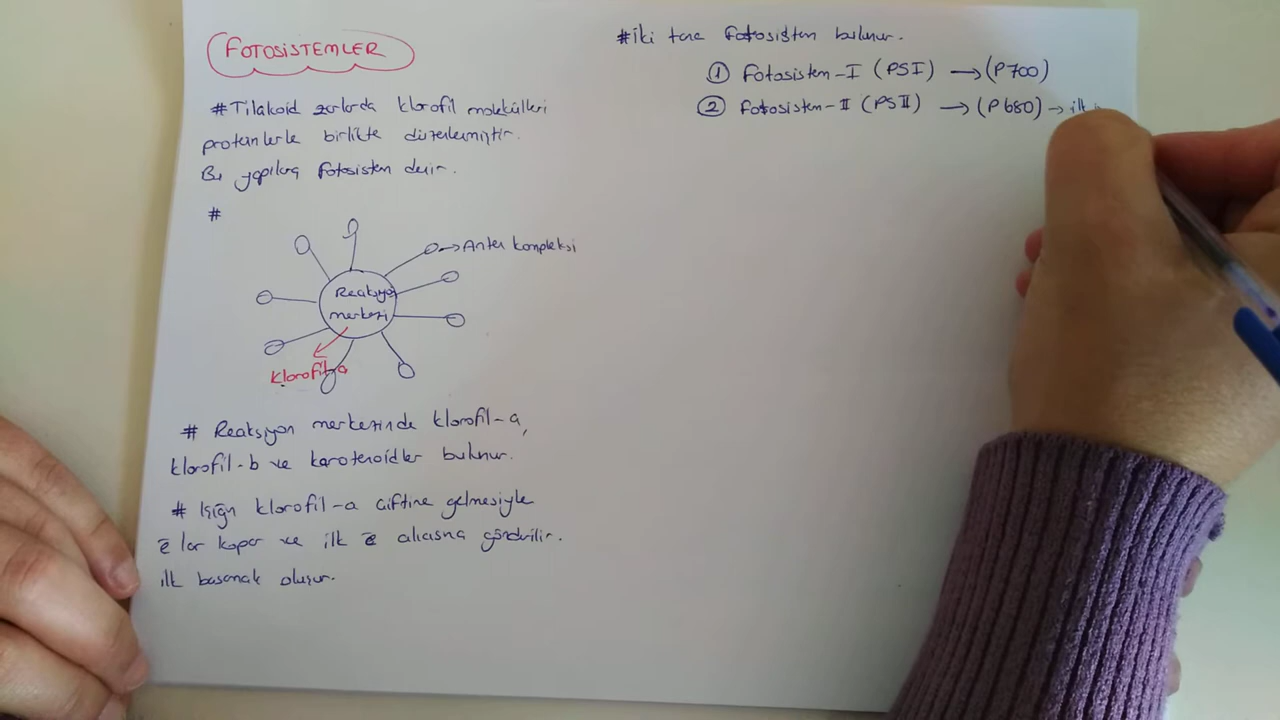 FOTOSİSTEMLER
# Tilakoid zarlarda klorofil molekülleri
proteinlerle birlikte düzenlenmiştir.
Bu yapılara fotosistem denir.
#
Anten kompleksi
Reaksiyon
merkezi
Klorofil-a
# Reaksiyon merkezinde klorofil-a,
klorofil-b ve karotenoidler bulunur.
# Işığın klorofil-a çiftine gelmesiyle
e lar kopar ve ilk e alıcısına gönderilir.
ilk basamak oluşur.
#İki tane fotosistem bulunur.
① Fotosistem-I (PSI) → (P700)
② Fotosistem-II (PSII) → (P680) → ilk